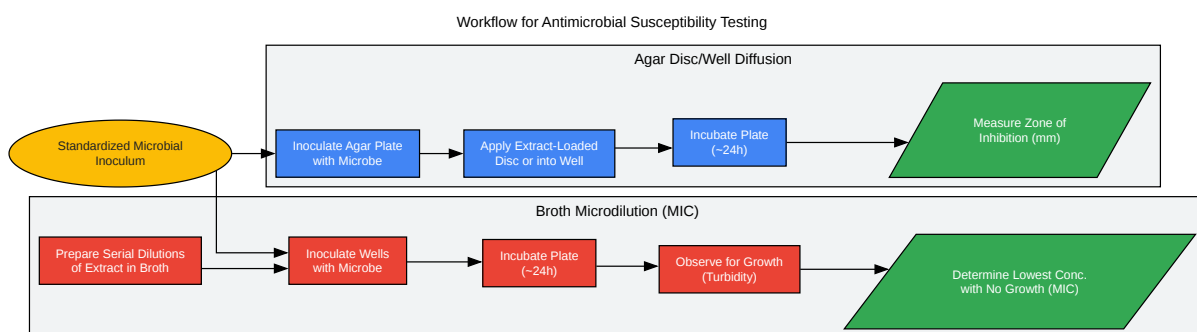 Workflow for Antimicrobial Susceptibility Testing
Agar Disc/Well Diffusion
Standardized Microbial
Inoculum
Inoculate Agar Plate
with Microbe
Apply Extract-Loaded
Disc or into Well
Incubate Plate
(~24h)
Measure Zone of
Inhibition (mm)
Broth Microdilution (MIC)
Prepare Serial Dilutions
of Extract in Broth
Inoculate Wells
with Microbe
Incubate Plate
(~24h)
Observe for Growth
(Turbidity)
Determine Lowest Conc.
with No Growth (MIC)